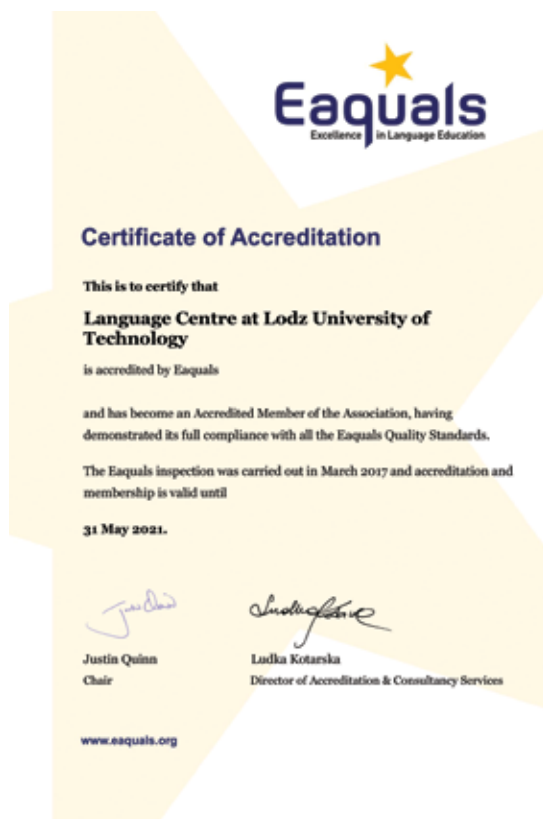 Eaquals
Excellence in Language Education
Certificate of Accreditation
This is to certify that
Language Centre at Lodz University of
Technology
is accredited by Eaquals
and has become an Accredited Member of the Association, having
demonstrated its full compliance with all the Eaquals Quality Standards.
The Eaquals inspection was carried out in March 2017 and accreditation and
membership is valid until
31 May 2021.
Justin Quinn
Ludka Kotarska
Chair
Director of Accreditation & Consultancy Services
www.eaquals.org